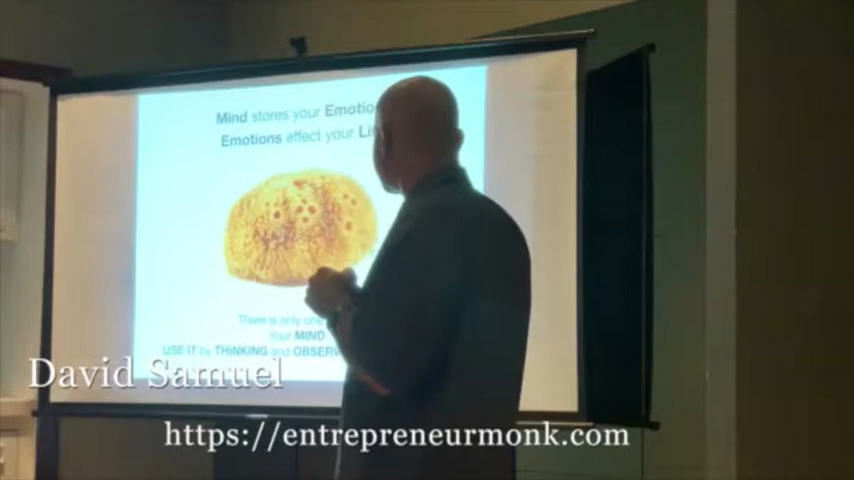 Mind stores your Emotio
Emotions effect your Li
There is only one
Your MIND
USE IT by THINKING and OBSERV
David Samuel
https://entrepreneurmonk.com